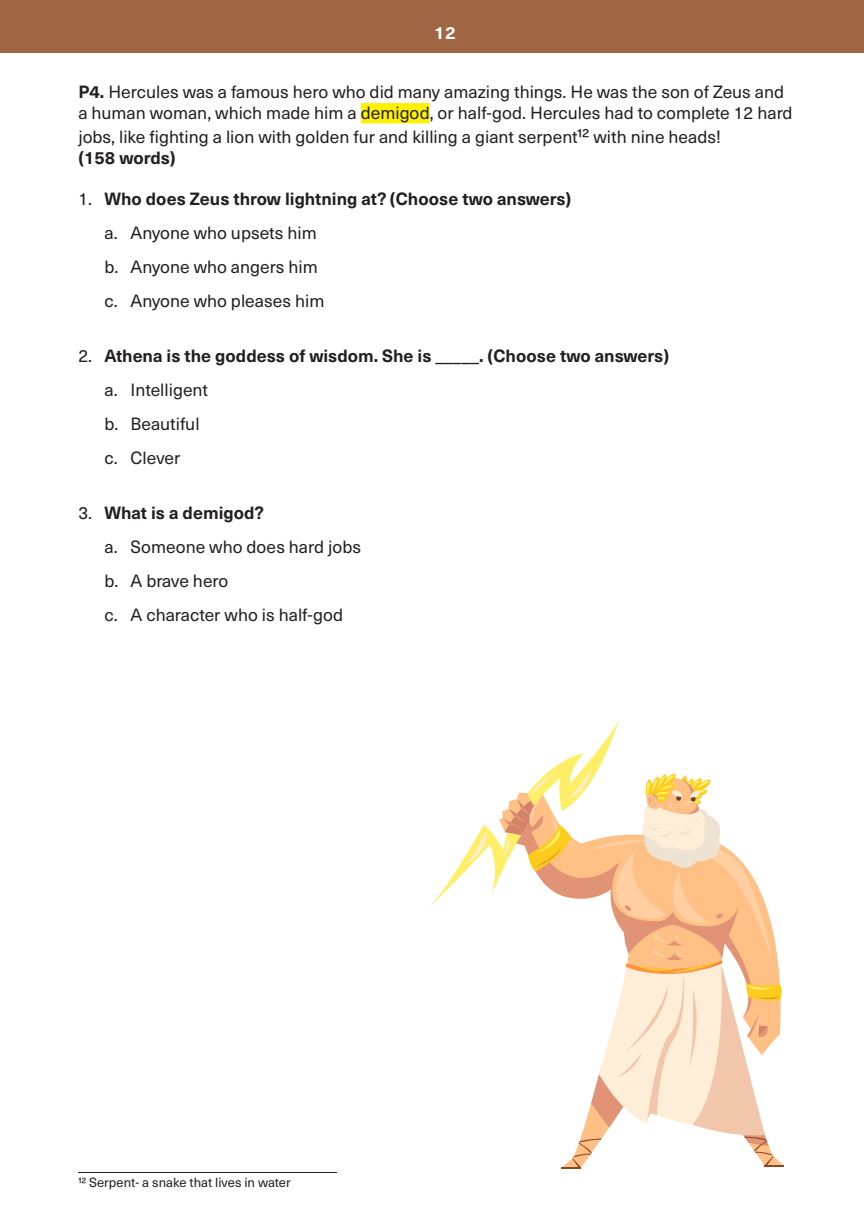 12
P4. Hercules was a famous hero who did many amazing things. He was the son of Zeus and
a human woman, which made him a demigod, or half-god. Hercules had to complete 12 hard
jobs, like fighting a lion with golden fur and killing a giant serpent¹² with nine heads!
(158 words)
1. Who does Zeus throw lightning at? (Choose two answers)
a. Anyone who upsets him
b. Anyone who angers him
c. Anyone who pleases him
2. Athena is the goddess of wisdom. She is _____. (Choose two answers)
a. Intelligent
b. Beautiful
c. Clever
3. What is a demigod?
a. Someone who does hard jobs
b. A brave hero
c. A character who is half-god
¹² Serpent- a snake that lives in water